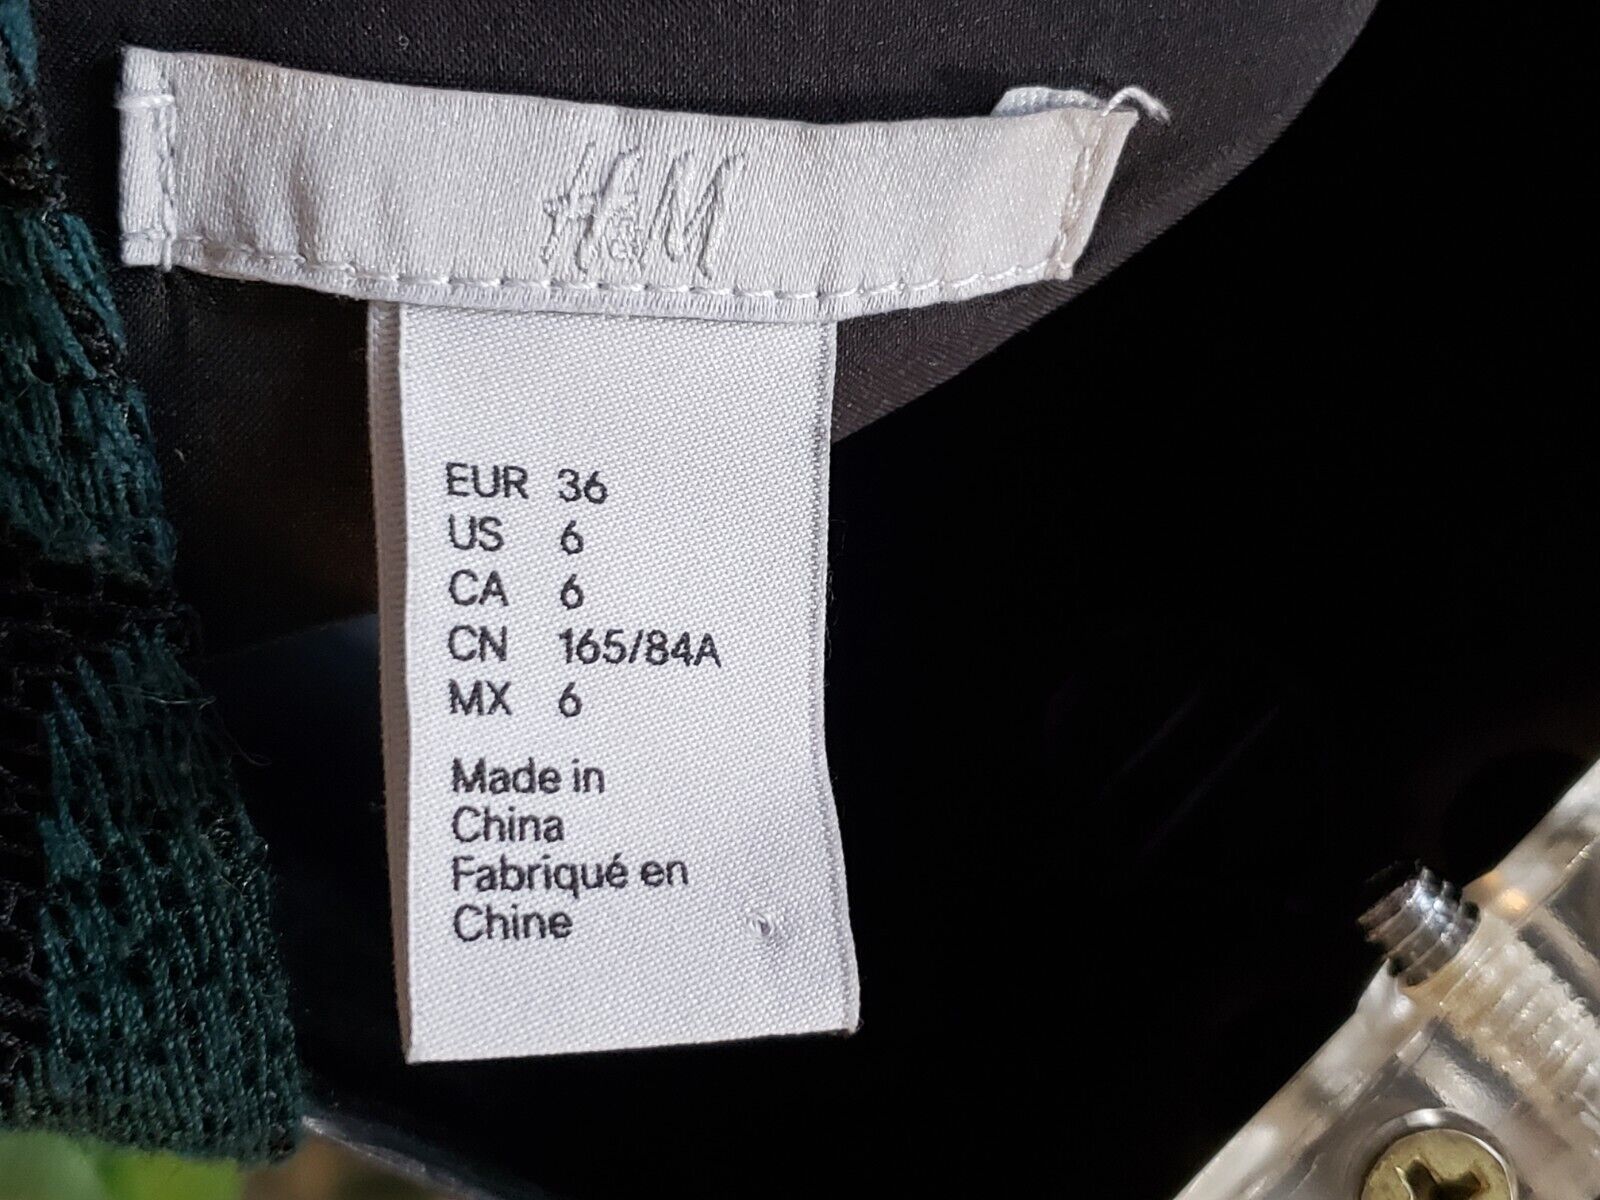 H&M
EUR 36
US 6
CA 6
CN 165/84A
MX 6
Made in
China
Fabriqué en
Chine